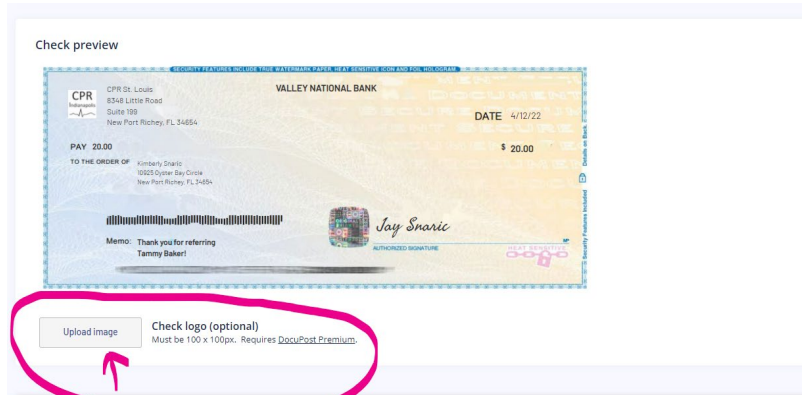 Check preview
SECURITY FEATURES INCLUDE TRUE WATERMARK PAPER, HEAT SENSITIVE ICON AND FOIL HOLOGRAM
CPR
Indianapolis
CPR St. Louis
8348 Little Road
Suite 199
New Port Richey, FL 34654
VALLEY NATIONAL BANK
DATE 4/12/22
PAY 20.00
$ 20.00
TO THE ORDER OF
Kimberly Snaric
10925 Oyster Bay Circle
New Port Richey, FL 34654
Jay Snaric
AUTHORIZED SIGNATURE
MP
Memo: Thank you for referring
Tammy Baker!
HEAT SENSITIVE
Security Features Included
Details on Back.
Upload image
Check logo (optional)
Must be 100 x 100px. Requires DocuPost Premium.